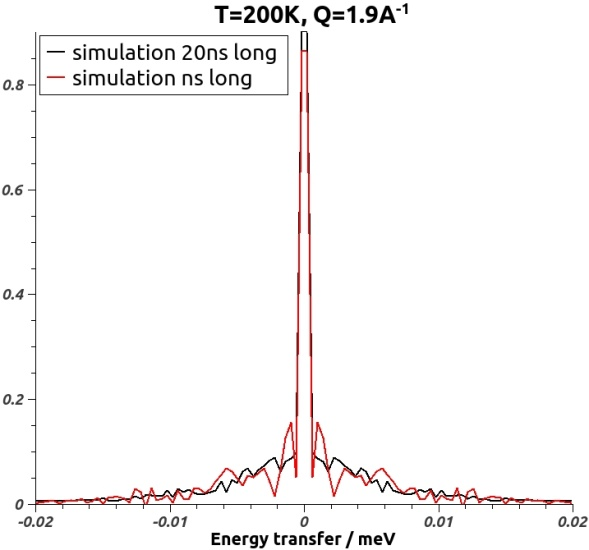 T=200K, Q=1.9A⁻¹
simulation 20ns long
simulation ns long
0.8
0.6
0.4
0.2
0
-0.02 -0.01 0 0.01 0.02
Energy transfer / meV